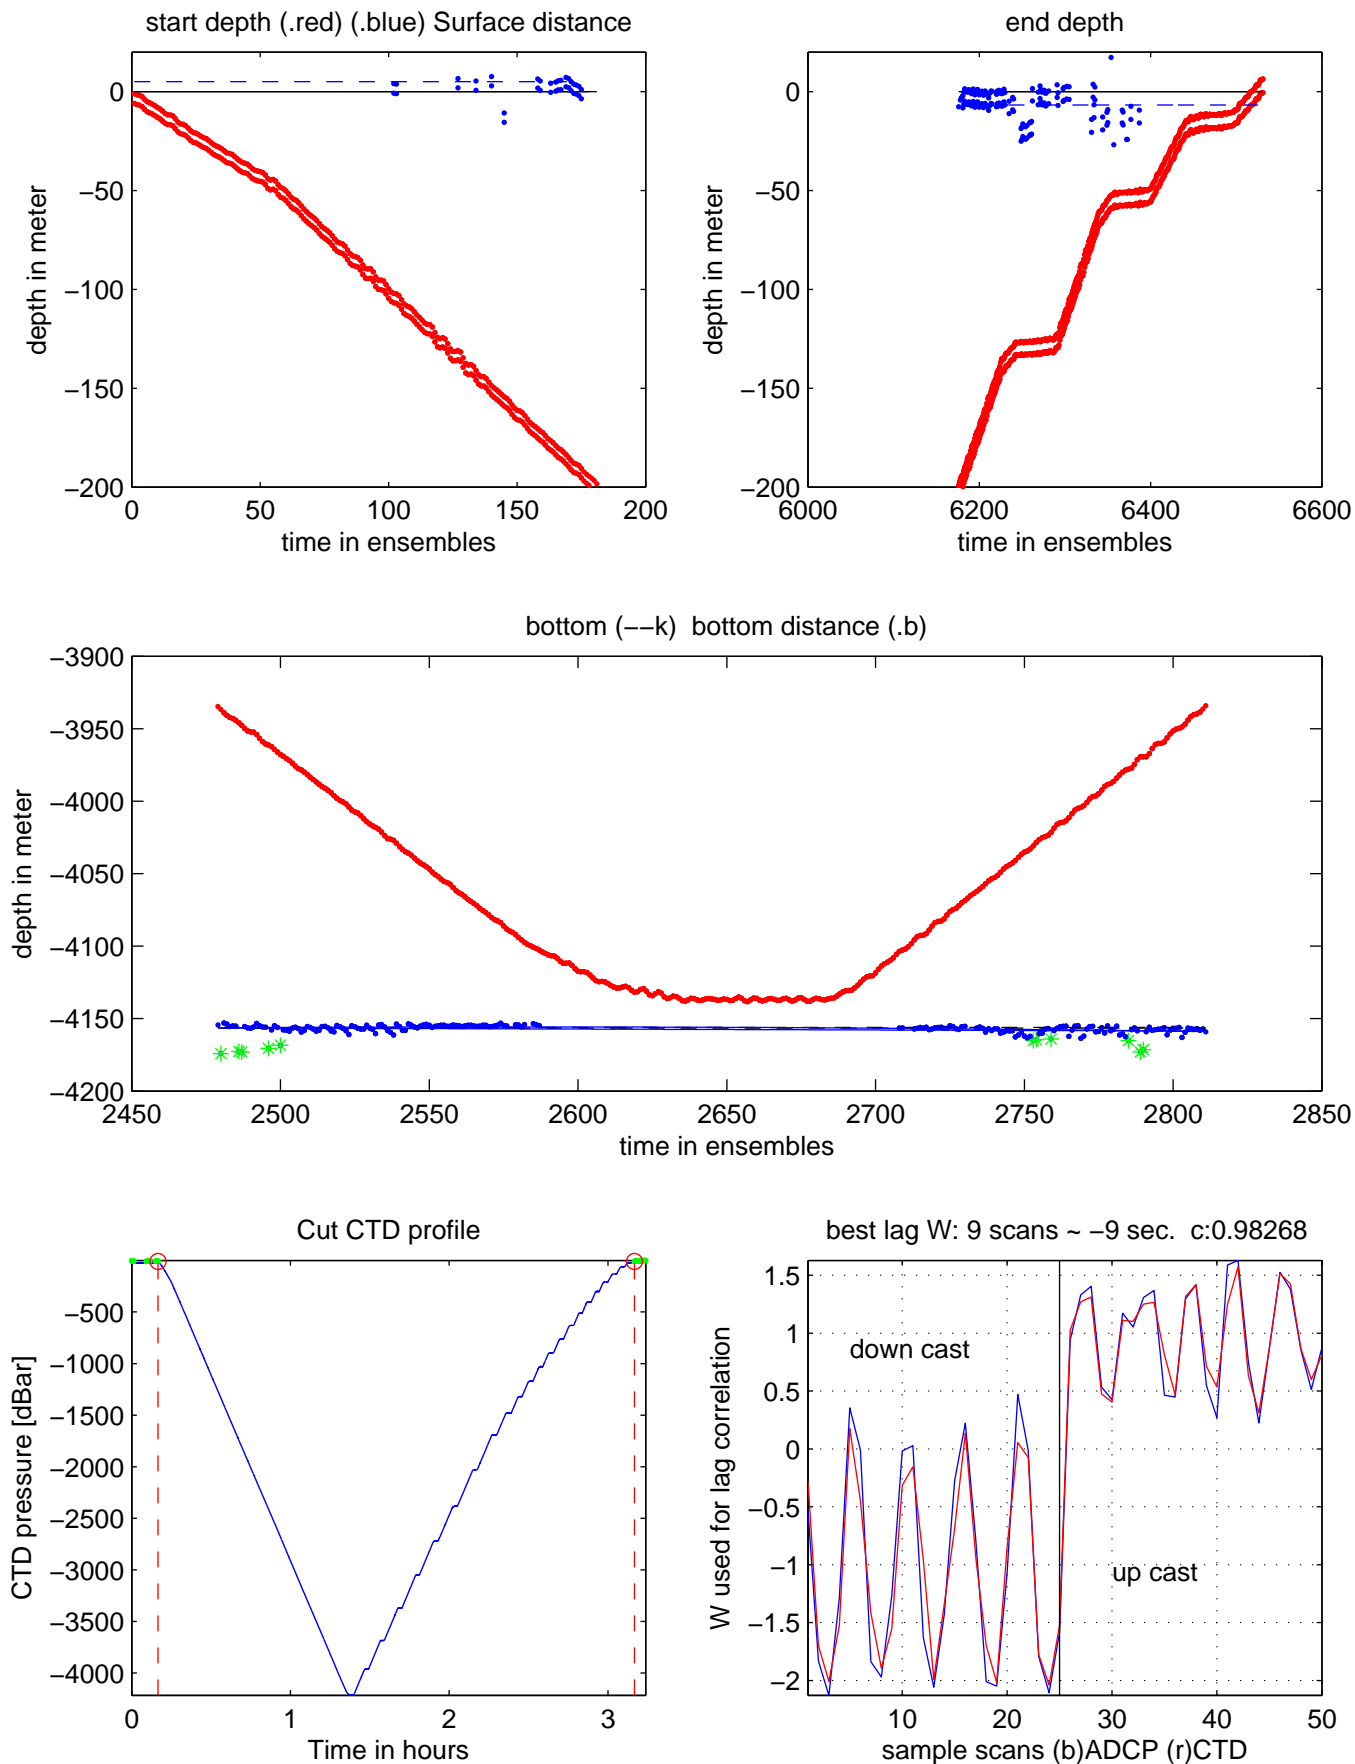 start depth (.red) (.blue) Surface distance
0
−50
−100
−150
−200
depth in meter
0 50 100 150 200
time in ensembles
end depth
0
−50
−100
−150
−200
depth in meter
6000 6200 6400 6600
time in ensembles
bottom (−−k)  bottom distance (.b)
−3900
−3950
−4000
−4050
−4100
−4150
−4200
depth in meter
2450 2500 2550 2600 2650 2700 2750 2800 2850
time in ensembles
Cut CTD profile
−500
−1000
−1500
−2000
−2500
−3000
−3500
−4000
CTD pressure [dBar]
0 1 2 3
Time in hours
best lag W: 9 scans ~ −9 sec.  c:0.98268
1.5
1
0.5
0
−0.5
−1
−1.5
−2
W used for lag correlation
down cast
up cast
10 20 30 40 50
sample scans (b)ADCP (r)CTD